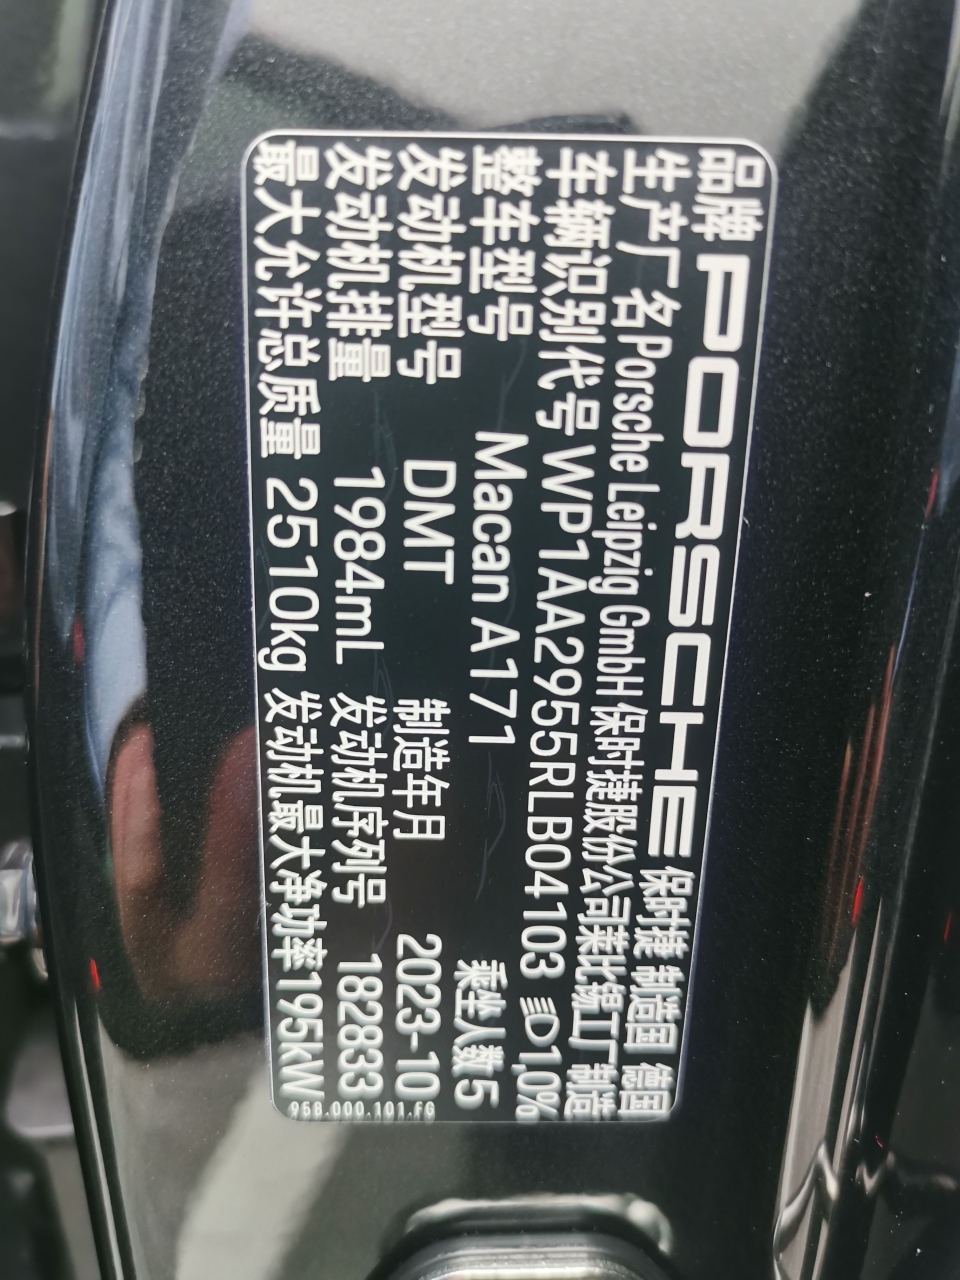 品牌 PORSCHE 保时捷 制造国 德国
生产厂名Porsche Leipzig GmbH 保时捷股份公司莱比锡工厂制造
车辆识别代号 WP1AA2955RLB04103 D1,0%
整车型号 Macan A171 乘坐人数 5
发动机型号 DMT 制造年月 2023-10
发动机排量 1984mL 发动机序列号 182833
最大允许总质量 2510kg 发动机最大净功率195kW
95B.000.101.FG